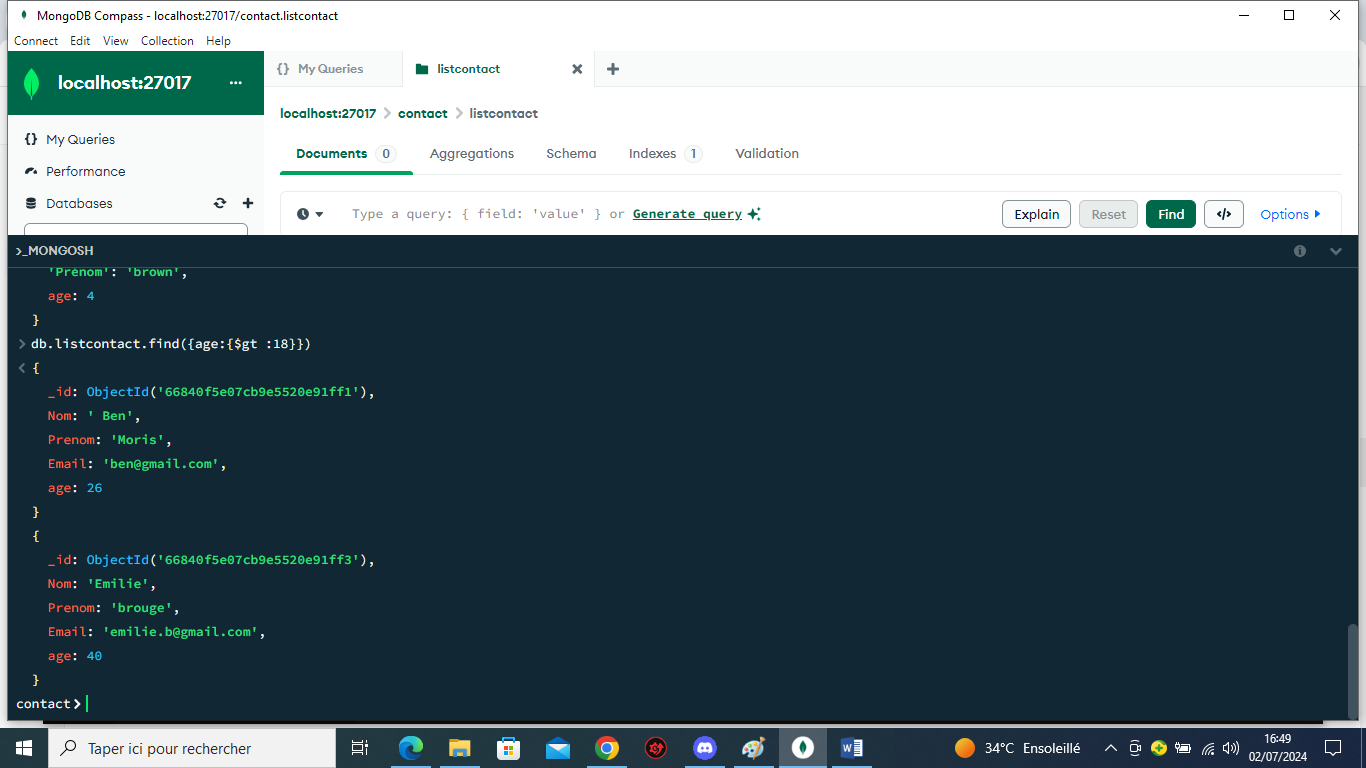 MongoDB Compass - localhost:27017/contact.listcontact
Connect Edit View Collection Help
localhost:27017 ...
{} My Queries
listcontact
My Queries
Performance
Databases
localhost:27017 > contact > listcontact
Documents 0 Aggregations Schema Indexes 1 Validation
Type a query: { field: 'value' } or Generate query
Explain Reset Find </> Options
>_MONGOSH
'Prénom': 'brown',
age: 4
}
> db.listcontact.find({age:{$gt :18}})
< {
_id: ObjectId('66840f5e07cb9e5520e91ff1'),
Nom: ' Ben',
Prenom: 'Moris',
Email: 'ben@gmail.com',
age: 26
}
{
_id: ObjectId('66840f5e07cb9e5520e91ff3'),
Nom: 'Emilie',
Prenom: 'brouge',
Email: 'emilie.b@gmail.com',
age: 40
}
contact>
Taper ici pour rechercher
34°C Ensoleillé
16:49
02/07/2024